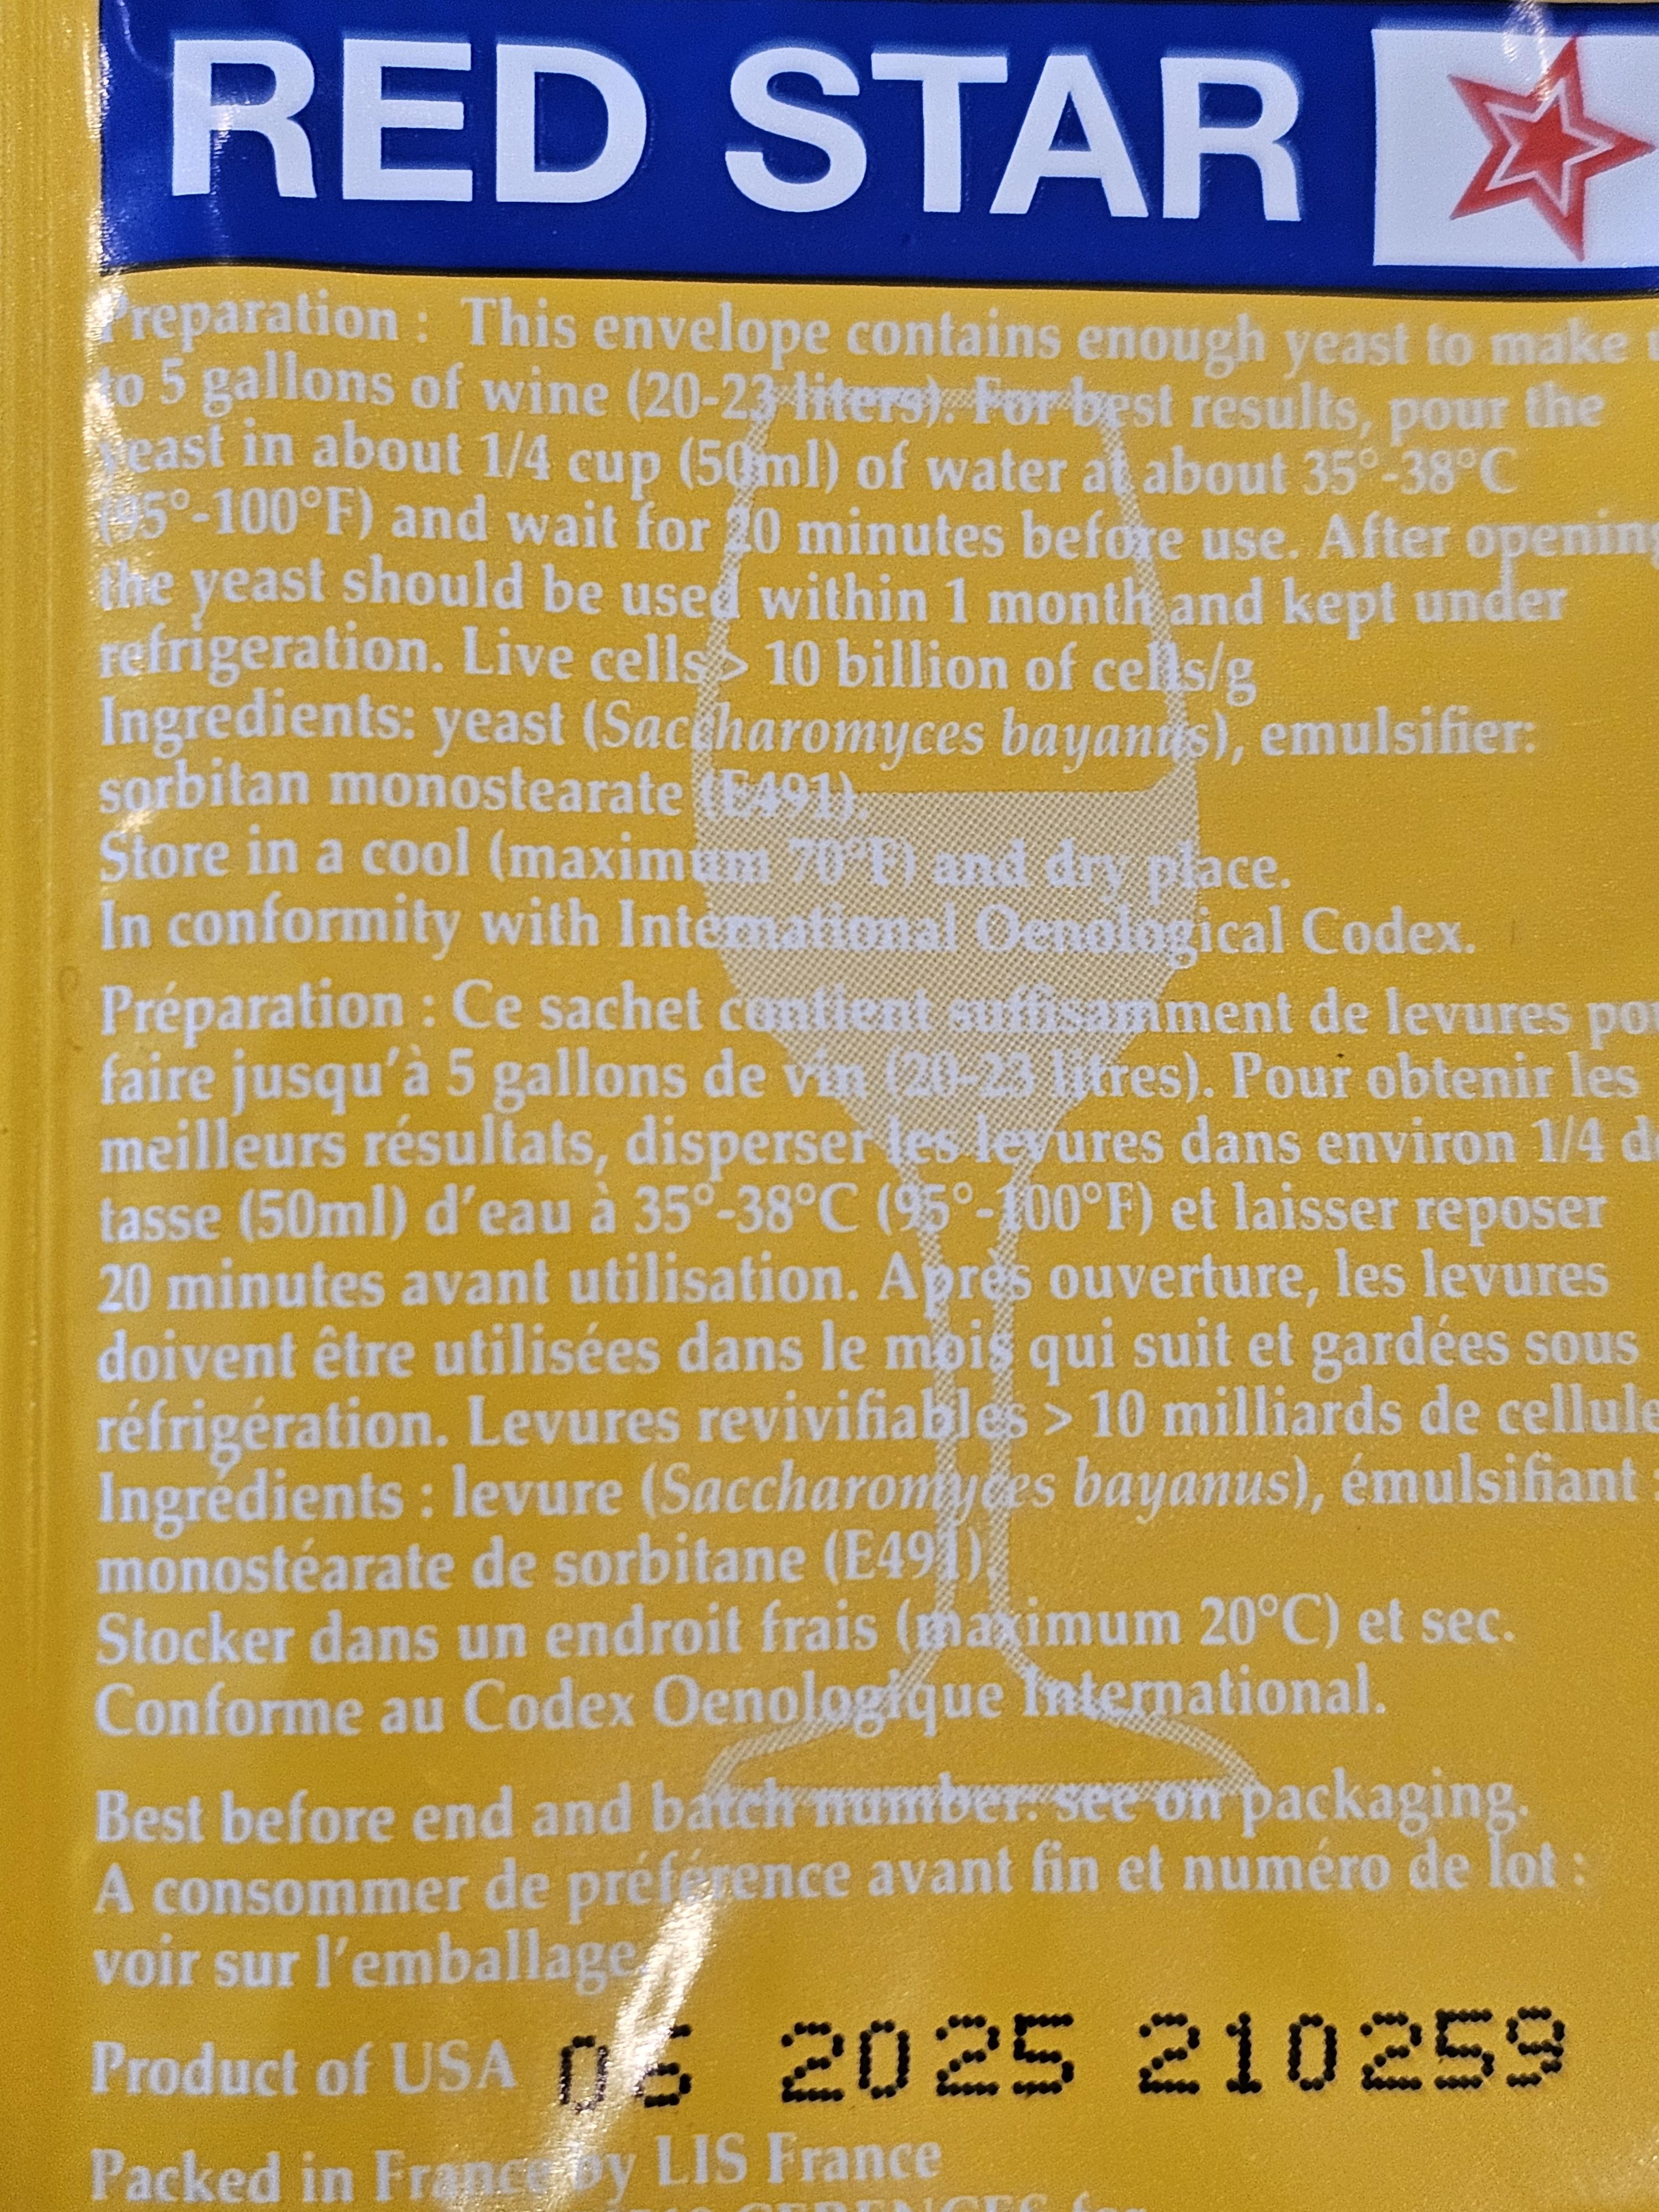 RED STAR
Preparation : This envelope contains enough yeast to make
to 5 gallons of wine (20-23 liters). For best results, pour the
yeast in about 1/4 cup (50ml) of water at about 35°-38°C
(95°-100°F) and wait for 20 minutes before use. After opening
the yeast should be used within 1 month and kept under
refrigeration. Live cells > 10 billion of cells/g
Ingredients: yeast (Saccharomyces bayanus), emulsifier:
sorbitan monostearate (E491).
Store in a cool (maximum 70°F) and dry place.
In conformity with International Oenological Codex.
Préparation : Ce sachet contient suffisamment de levures
faire jusqu'à 5 gallons de vin (20-23 litres). Pour obtenir les
meilleurs résultats, disperser les levures dans environ 1/4
tasse (50ml) d'eau à 35°-38°C (95°-100°F) et laisser reposer
20 minutes avant utilisation. Après ouverture, les levures
doivent être utilisées dans le mois qui suit et gardées sous
réfrigération. Levures revivifiables > 10 milliards de cellule
Ingrédients : levure (Saccharomyces bayanus), émulsifiant :
monostéarate de sorbitane (E491).
Stocker dans un endroit frais (maximum 20°C) et sec.
Conforme au Codex Oenologique International.
Best before end and batch number: see on packaging.
A consommer de préférence avant fin et numéro de lot :
voir sur l'emballage.
Product of USA 06 2025 210259
Packed in France by LIS France